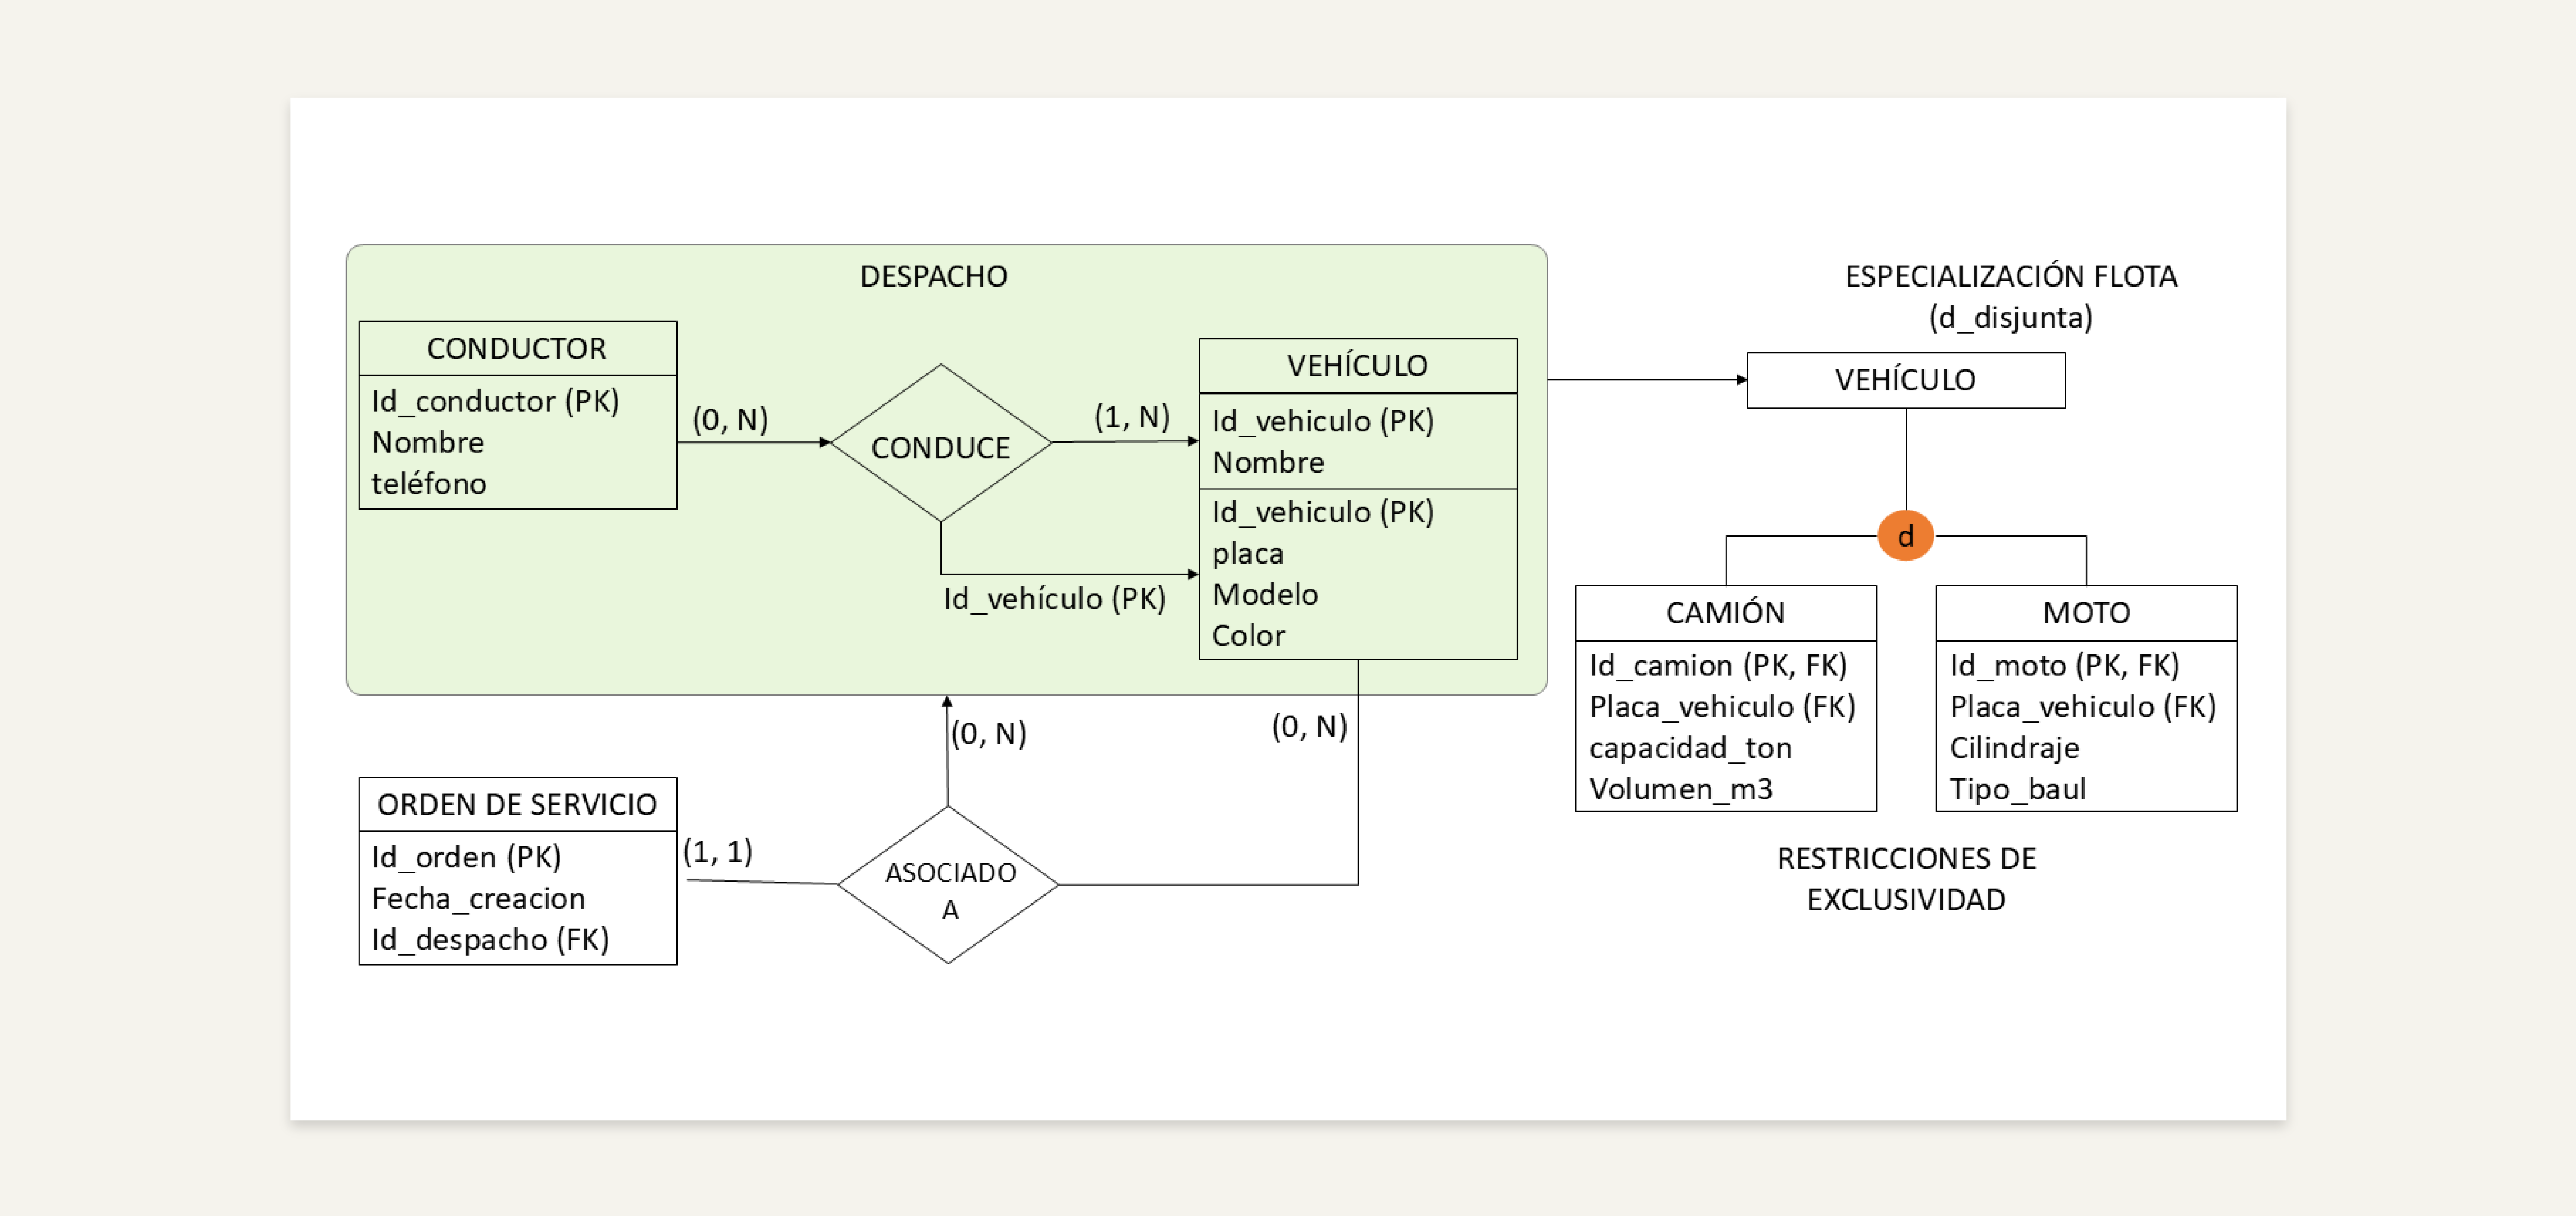 DESPACHO
CONDUCTOR
Id_conductor (PK)
Nombre
teléfono
(0, N)
CONDUCE
(1, N)
Id_vehículo (PK)
VEHÍCULO
Id_vehiculo (PK)
Nombre
Id_vehiculo (PK)
placa
Modelo
Color
(0, N)
(0, N)
ORDEN DE SERVICIO
Id_orden (PK)
Fecha_creacion
Id_despacho (FK)
(1, 1)
ASOCIADO
A
ESPECIALIZACIÓN FLOTA
(d_disjunta)
VEHÍCULO
d
CAMIÓN
Id_camion (PK, FK)
Placa_vehiculo (FK)
capacidad_ton
Volumen_m3
MOTO
Id_moto (PK, FK)
Placa_vehiculo (FK)
Cilindraje
Tipo_baul
RESTRICCIONES DE
EXCLUSIVIDAD